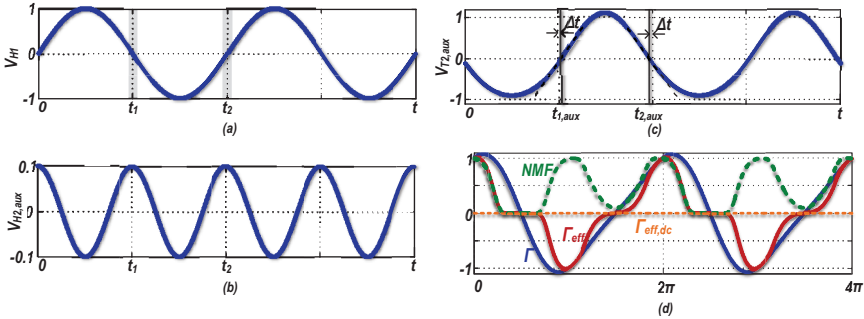 1
V_H1
0
-1
0
t_1
t_2
t
(a)
1
Δt
Δt
V_T2,aux
0
-1
0
t_1,aux
t_2,aux
t
(c)
0.1
V_H2,aux
0
-0.1
0
t_1
t_2
t
(b)
1
NMF
0
Γ_eff
Γ_eff,dc
Γ
-1
0
2π
4π
(d)